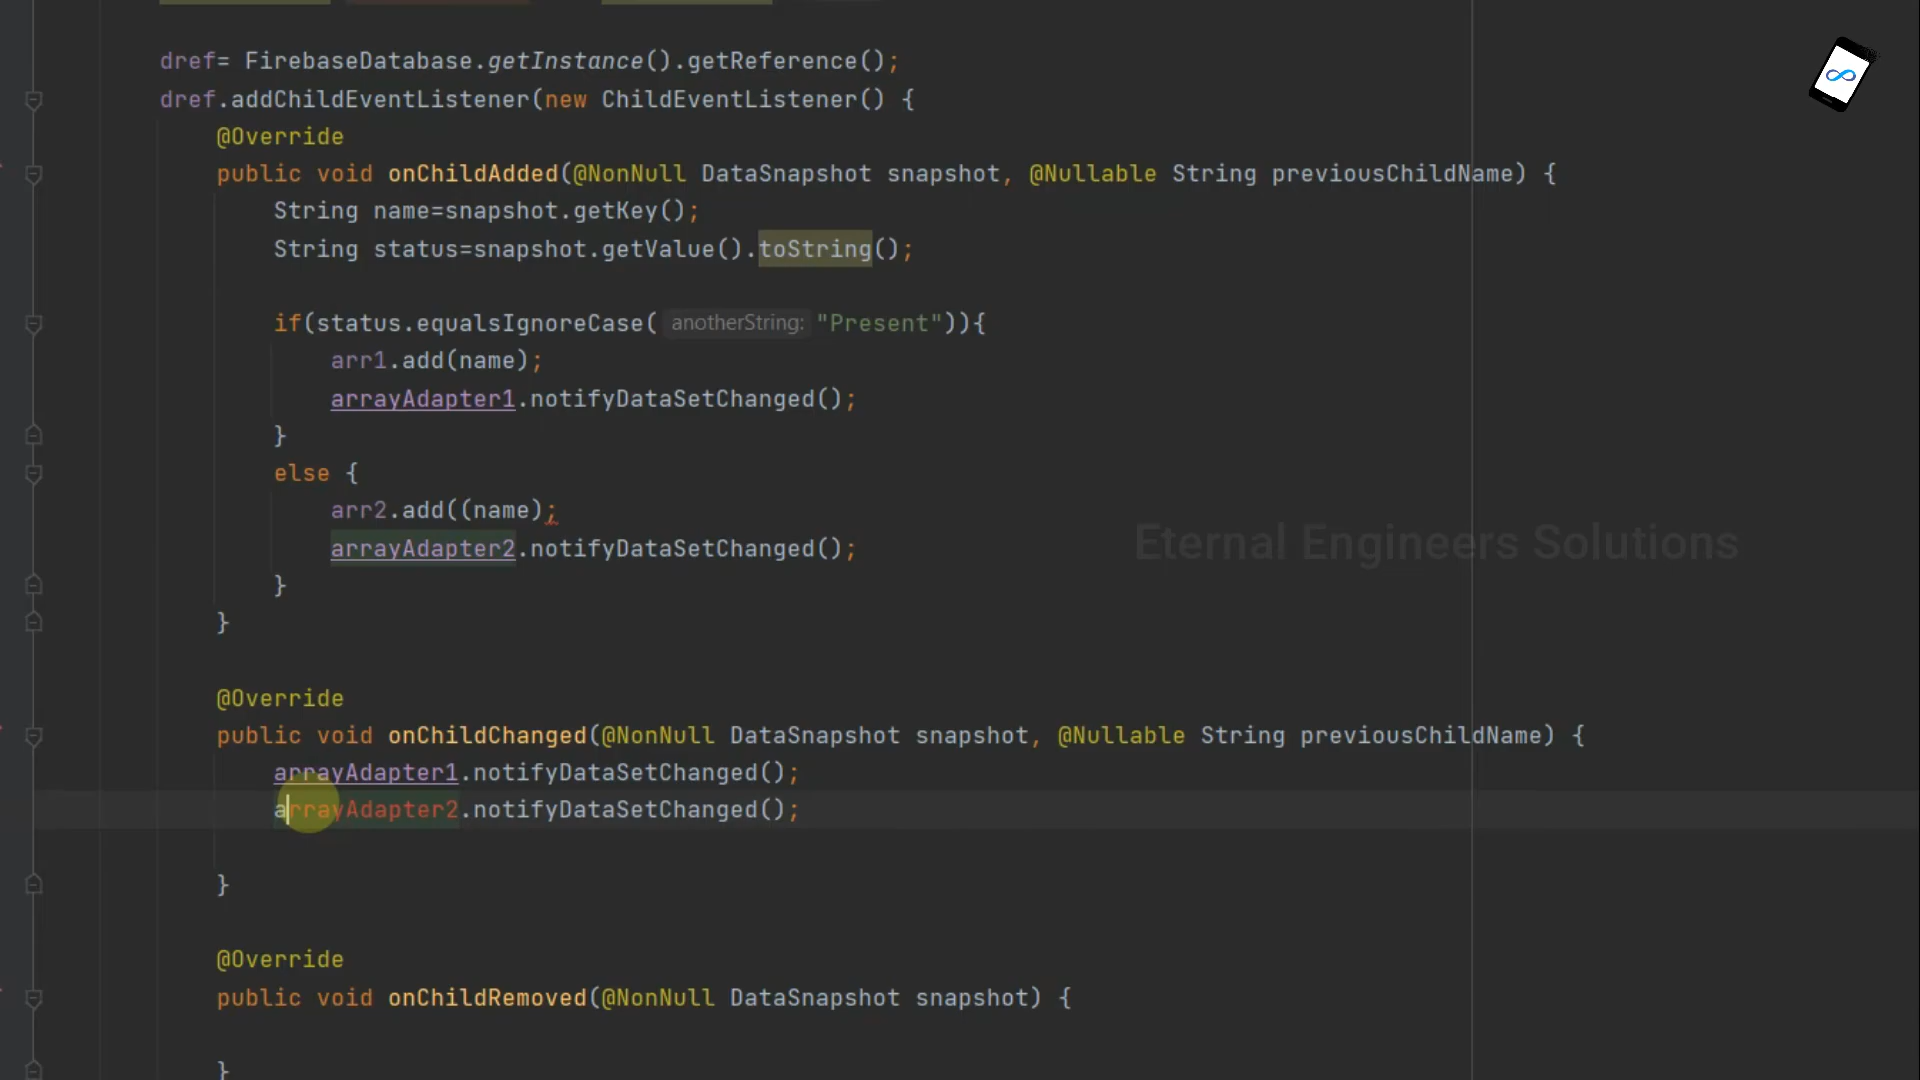 dref= FirebaseDatabase.getInstance().getReference();
dref.addChildEventListener(new ChildEventListener() {
@Override
public void onChildAdded(@NonNull DataSnapshot snapshot, @Nullable String previousChildName) {
String name=snapshot.getKey();
String status=snapshot.getValue().toString();
if(status.equalsIgnoreCase( anotherString: "Present")){
arr1.add(name);
arrayAdapter1.notifyDataSetChanged();
}
else {
arr2.add((name);
arrayAdapter2.notifyDataSetChanged();
}
}
Eternal Engineers Solutions
@Override
public void onChildChanged(@NonNull DataSnapshot snapshot, @Nullable String previousChildName) {
arrayAdapter1.notifyDataSetChanged();
arrayAdapter2.notifyDataSetChanged();
}
@Override
public void onChildRemoved(@NonNull DataSnapshot snapshot) {
}